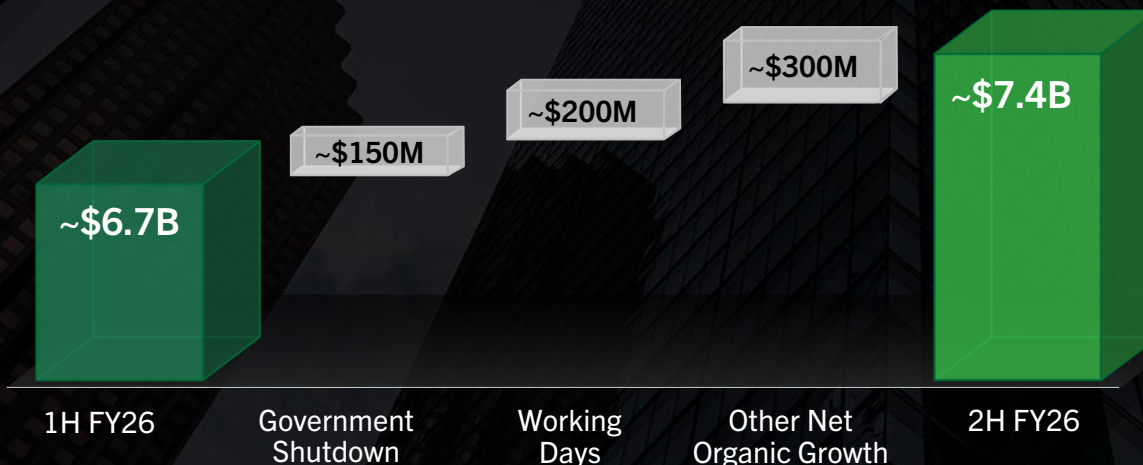 ~$6.7B
~$150M
~$200M
~$300M
~$7.4B
1H FY26
Government
Shutdown
Working
Days
Other Net
Organic Growth
2H FY26